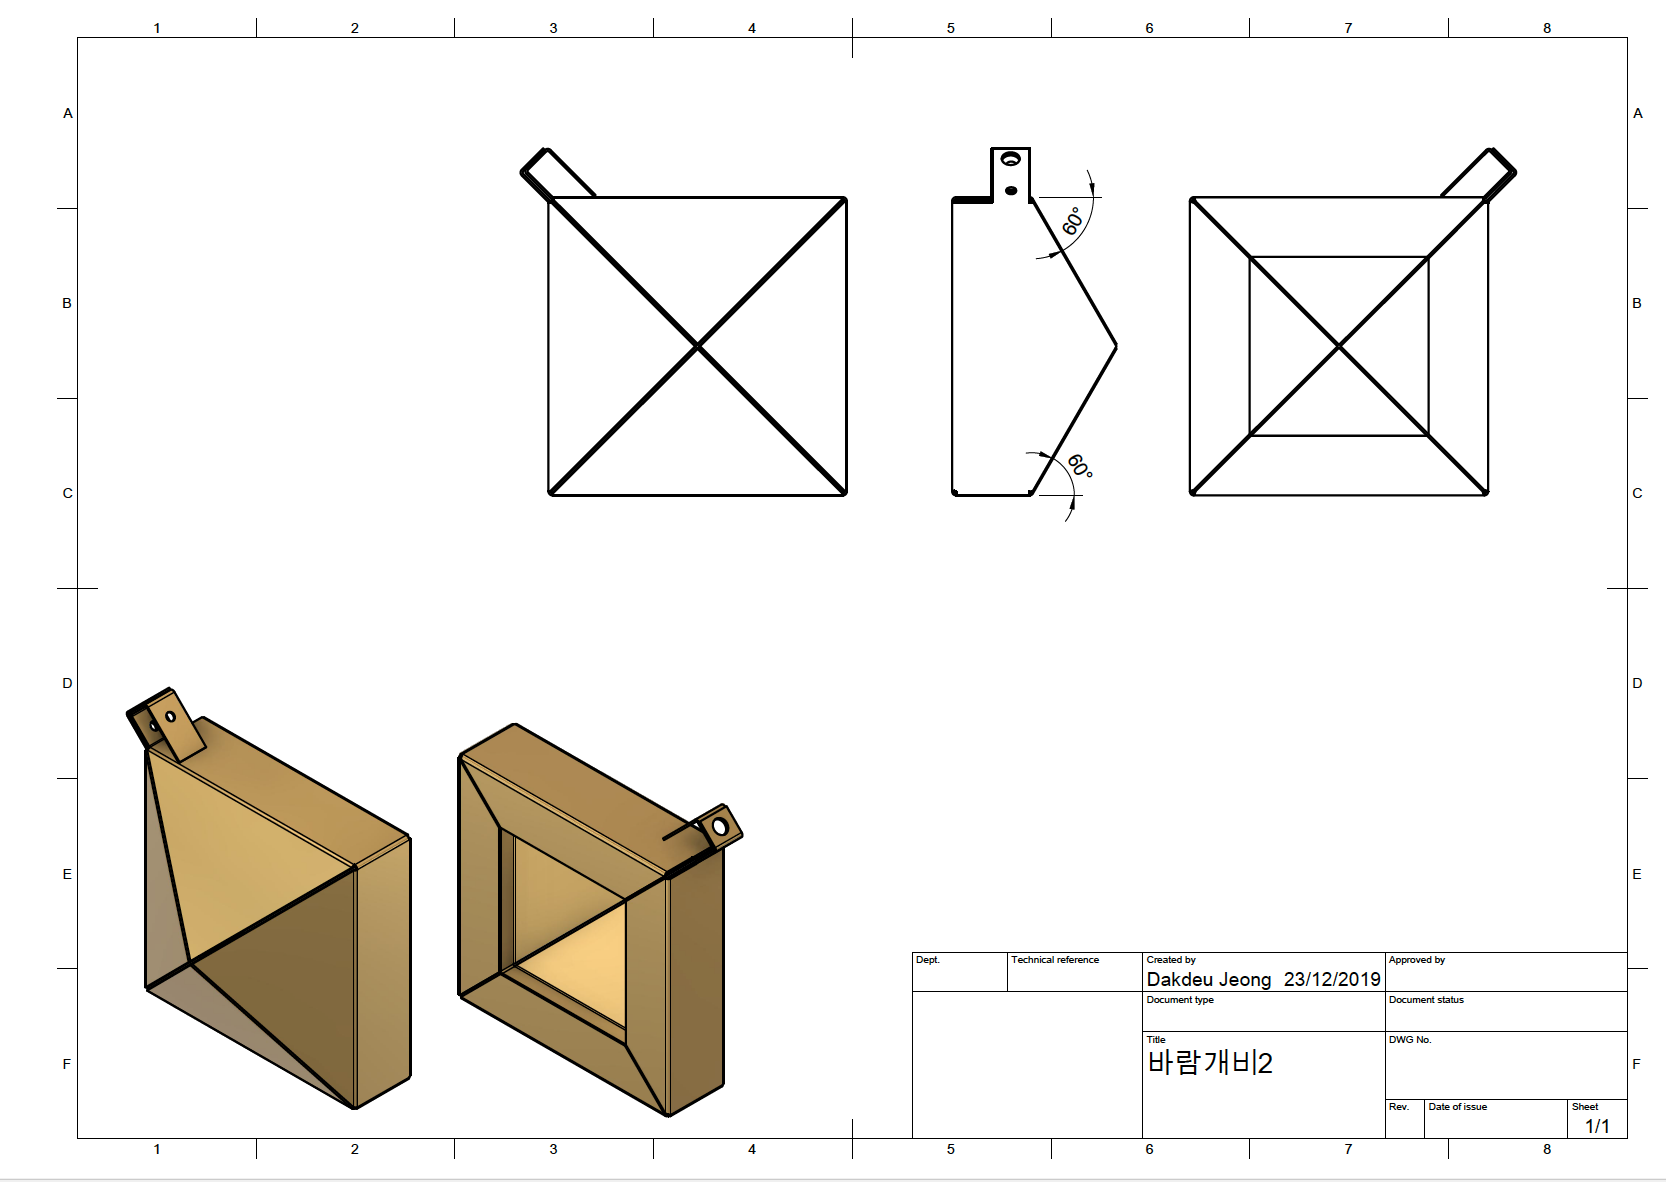 1 2 3 4 5 6 7 8
A A
60°
B B
60°
C C
D D
E E
Dept. Technical reference Created by Approved by
Dakdeu Jeong 23/12/2019
Document type Document status
Title DWG No.
바람개비2
F F
Rev. Date of issue Sheet
1/1
1 2 3 4 5 6 7 8